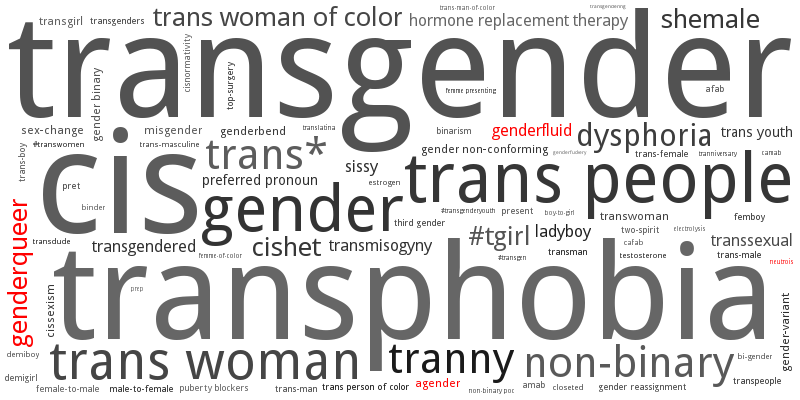 trans-man-of-color
transgendering
transgirl
transgenders
trans woman of color
hormone replacement therapy
shemale
transgender
cisnormativity
top-surgery
gender binary
femme presenting
afab
sex-change
misgender
genderbend
translatina
binarism
genderfluid
dysphoria
trans youth
#transwomen
trans-masculine
trans*
sissy
gender non-conforming
genderfudery
trans-female
tranniversary
camab
trans-boy
cis
pret
preferred pronoun
estrogen
trans people
binder
gender
#transgenderyouth
present
boy-to-girl
transwoman
femboy
third gender
genderqueer
transdude
transgendered
cishet
transmisogyny
#tgirl
ladyboy
two-spirit
electrolysis
cafab
transsexual
femme-of-color
#transgen
transman
testosterone
trans-male
neutrois
transphobia
cissexism
prep
gender-variant
demiboy
trans woman
tranny
non-binary
bi-gender
demigirl
transpeople
female-to-male
male-to-female
puberty blockers
trans-man
trans person of color
agender
non-binary poc
amab
closeted
gender reassignment